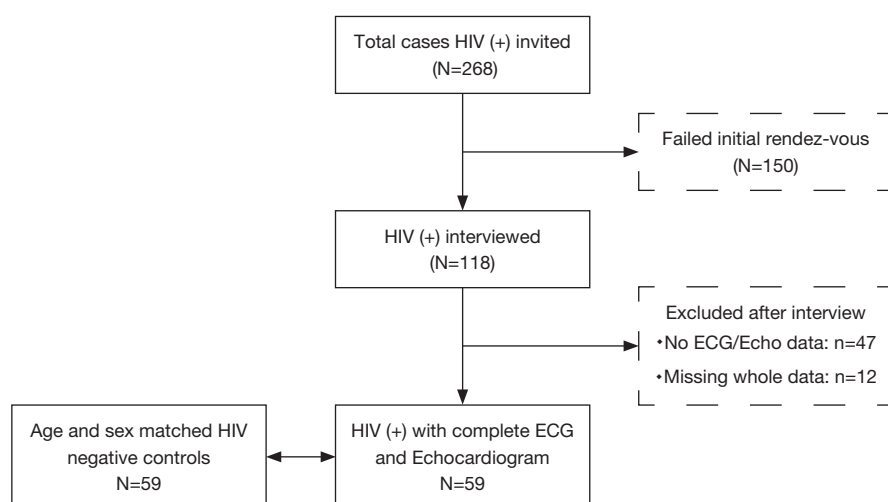 Total cases HIV (+) invited
(N=268)
Failed initial rendez-vous
(N=150)
HIV (+) interviewed
(N=118)
Excluded after interview
•No ECG/Echo data: n=47
•Missing whole data: n=12
Age and sex matched HIV
negative controls
N=59
HIV (+) with complete ECG
and Echocardiogram
N=59